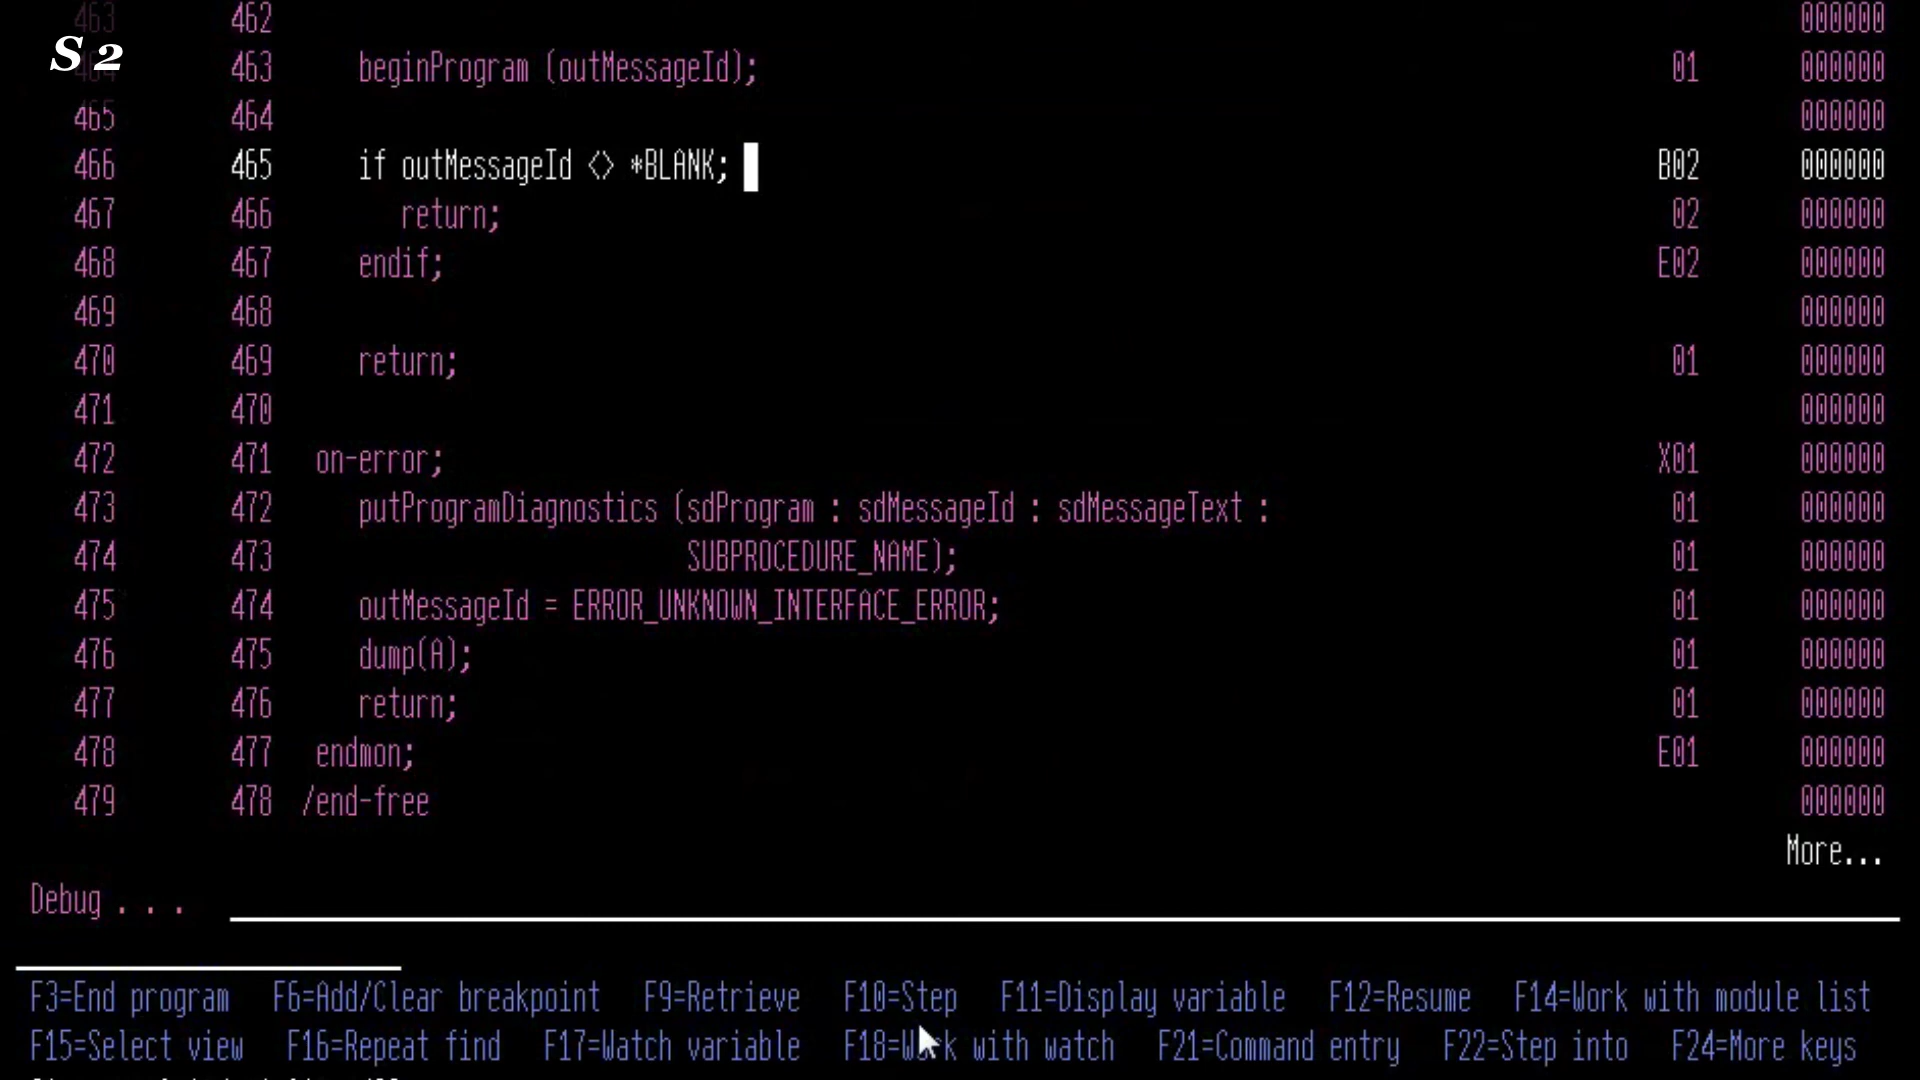 463 462 000000
S 2
464 463 beginProgram (outMessageId); 01 000000
465 464 000000
466 465 if outMessageId <> *BLANK; B02 000000
467 466 return; 02 000000
468 467 endif; E02 000000
469 468 000000
470 469 return; 01 000000
471 470 000000
472 471 on-error; X01 000000
473 472 putProgramDiagnostics (sdProgram : sdMessageId : sdMessageText : 01 000000
474 473 SUBPROCEDURE_NAME); 01 000000
475 474 outMessageId = ERROR_UNKNOWN_INTERFACE_ERROR; 01 000000
476 475 dump(A); 01 000000
477 476 return; 01 000000
478 477 endmon; E01 000000
479 478 /end-free 000000
More...
Debug . . .
F3=End program F6=Add/Clear breakpoint F9=Retrieve F10=Step F11=Display variable F12=Resume F14=Work with module list
F15=Select view F16=Repeat find F17=Watch variable F18=Work with watch F21=Command entry F22=Step into F24=More keys